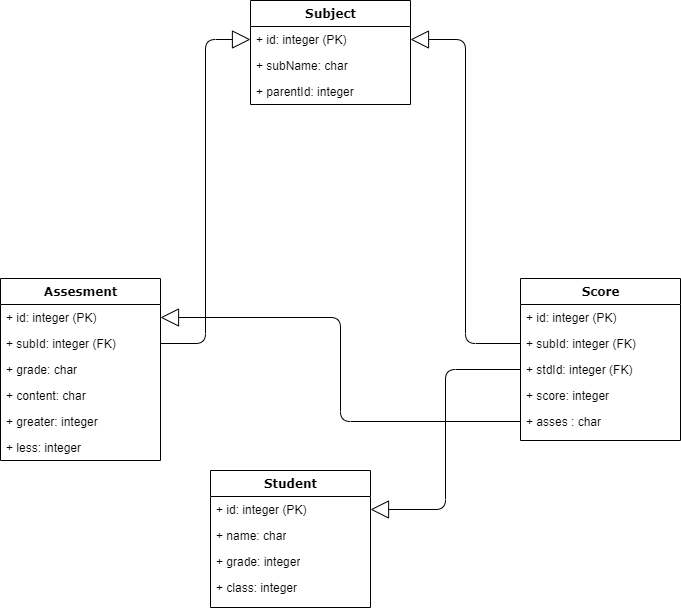 Subject
+ id: integer (PK)
+ subName: char
+ parentId: integer
Assesment
+ id: integer (PK)
+ subId: integer (FK)
+ grade: char
+ content: char
+ greater: integer
+ less: integer
Score
+ id: integer (PK)
+ subId: integer (FK)
+ stdId: integer (FK)
+ score: integer
+ asses : char
Student
+ id: integer (PK)
+ name: char
+ grade: integer
+ class: integer